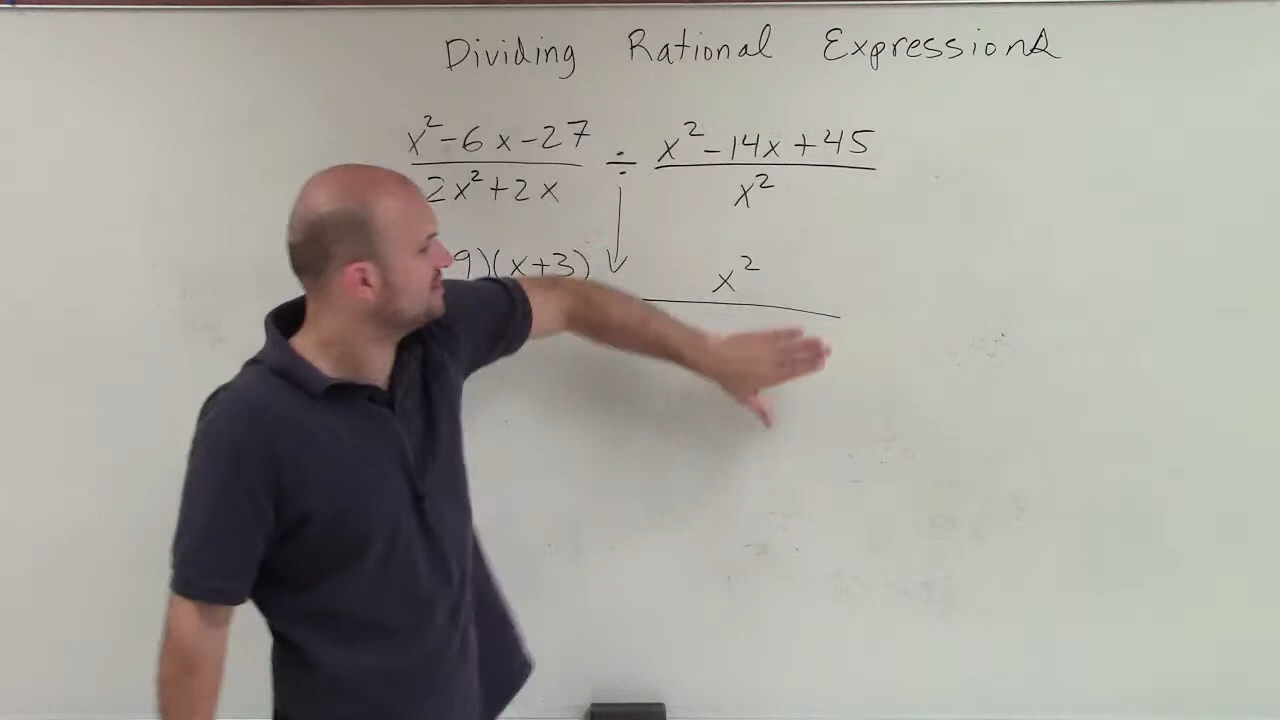 Dividing Rational Expressions
x²-6x-27 ÷ x²-14x+45
2x²+2x x²
9)(x+3) x²